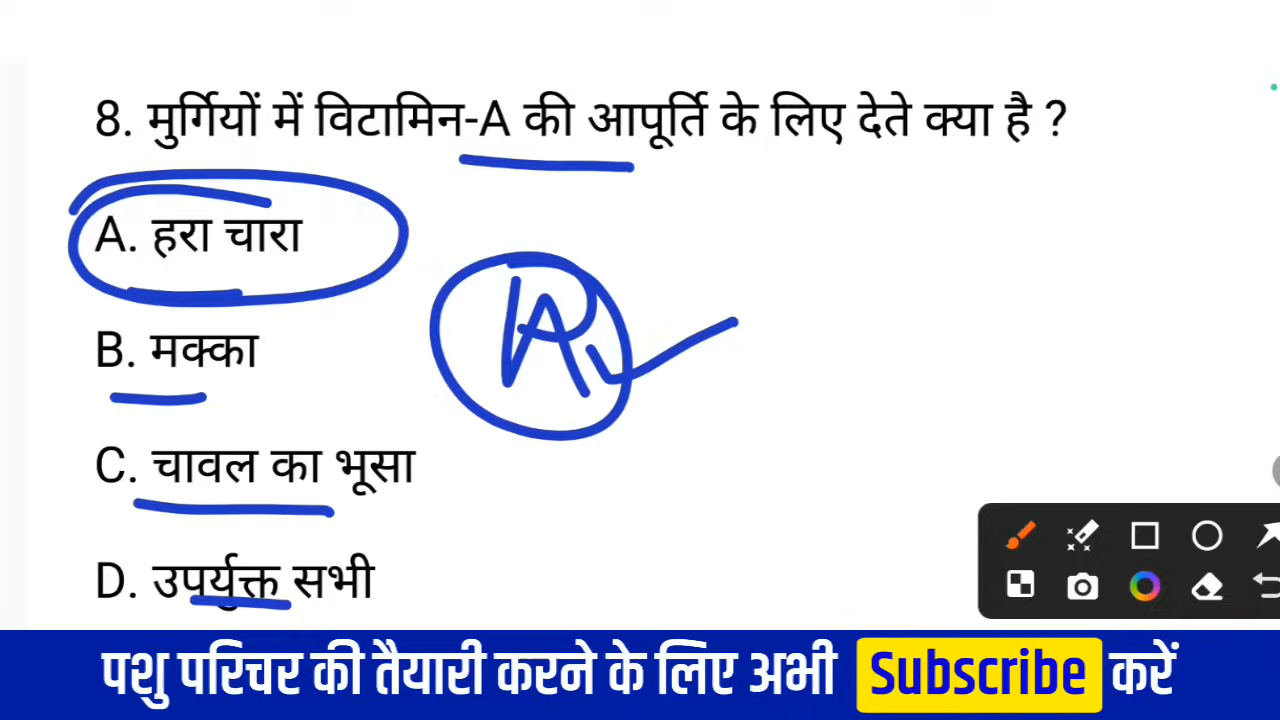 8. मुर्गियों में विटामिन-A की आपूर्ति के लिए देते क्या है ?
A. हरा चारा
B. मक्का
C. चावल का भूसा
D. उपर्युक्त सभी
पशु परिचर की तैयारी करने के लिए अभी Subscribe करें